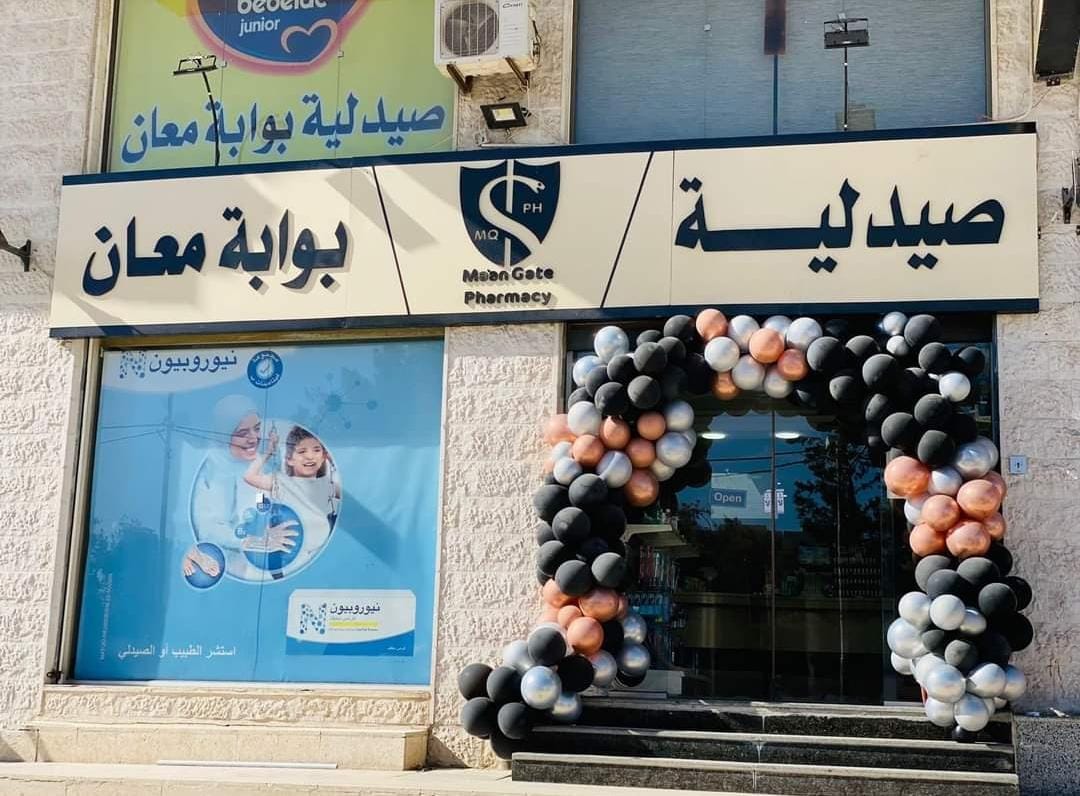 bebelac
junior
صيدلية بوابة معان
صيدلية
بوابة معان
PH
MQ
Ma'an Gate
Pharmacy
نيوروبيون
Open
نيوروبيون
استشر الطبيب أو الصيدلي